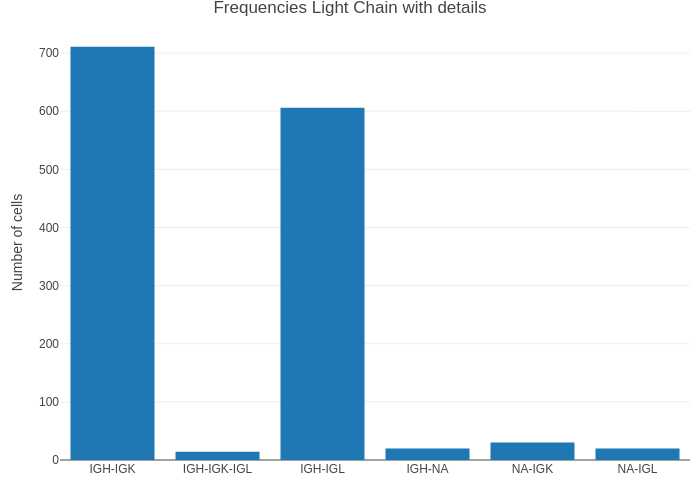 Frequencies Light Chain with details
Number of cells
700
600
500
400
300
200
100
0
IGH-IGK
IGH-IGK-IGL
IGH-IGL
IGH-NA
NA-IGK
NA-IGL